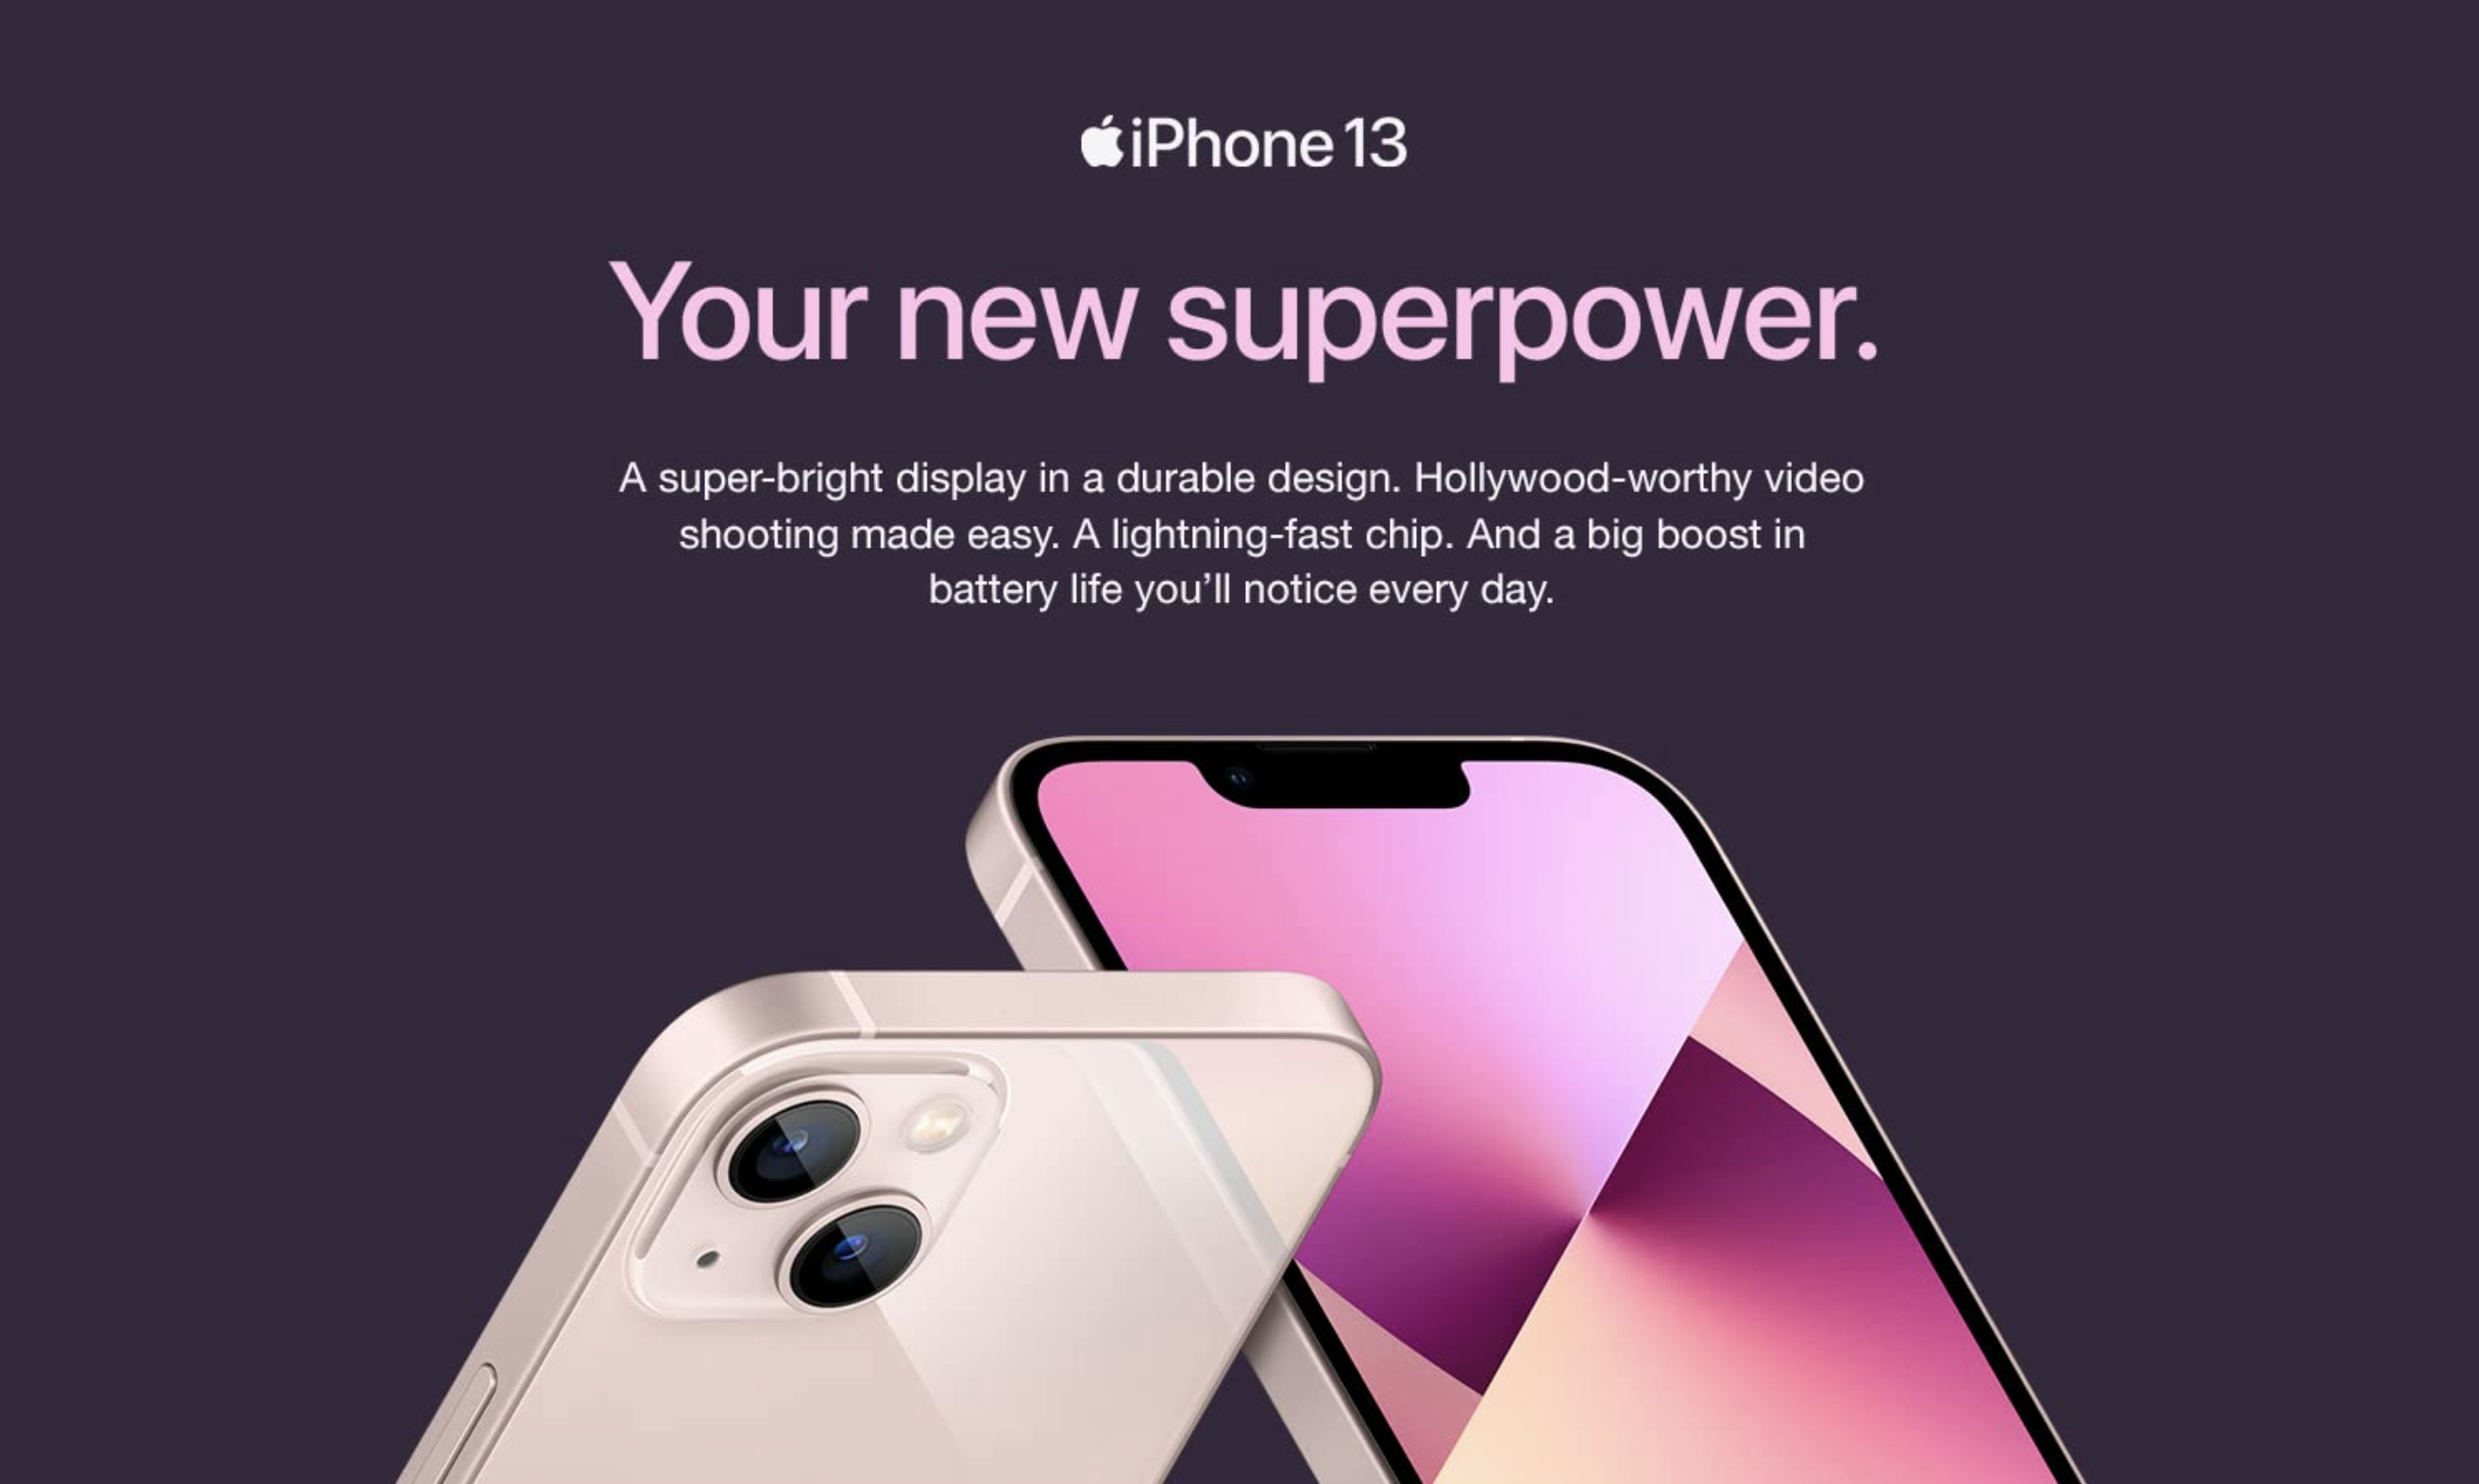 iPhone 13
Your new superpower.
A super-bright display in a durable design. Hollywood-worthy video
shooting made easy. A lightning-fast chip. And a big boost in
battery life you’ll notice every day.